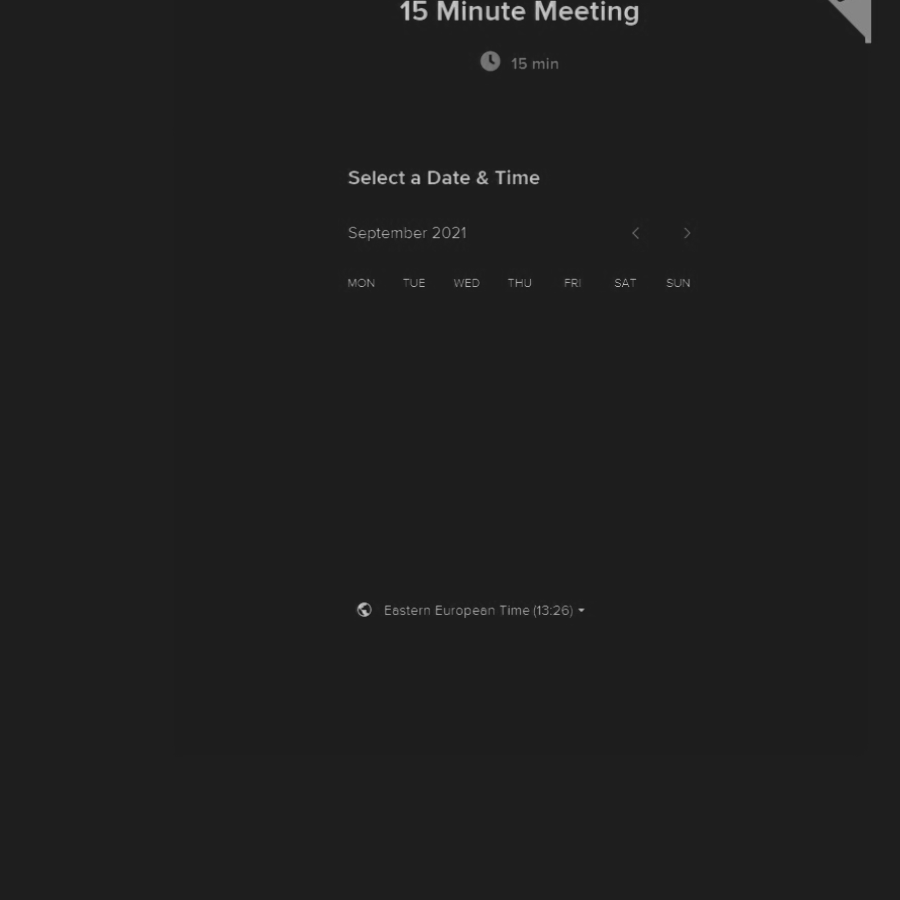 15 Minute Meeting
15 min
Select a Date & Time
September 2021
MON TUE WED THU FRI SAT SUN
Eastern European Time (13:26)